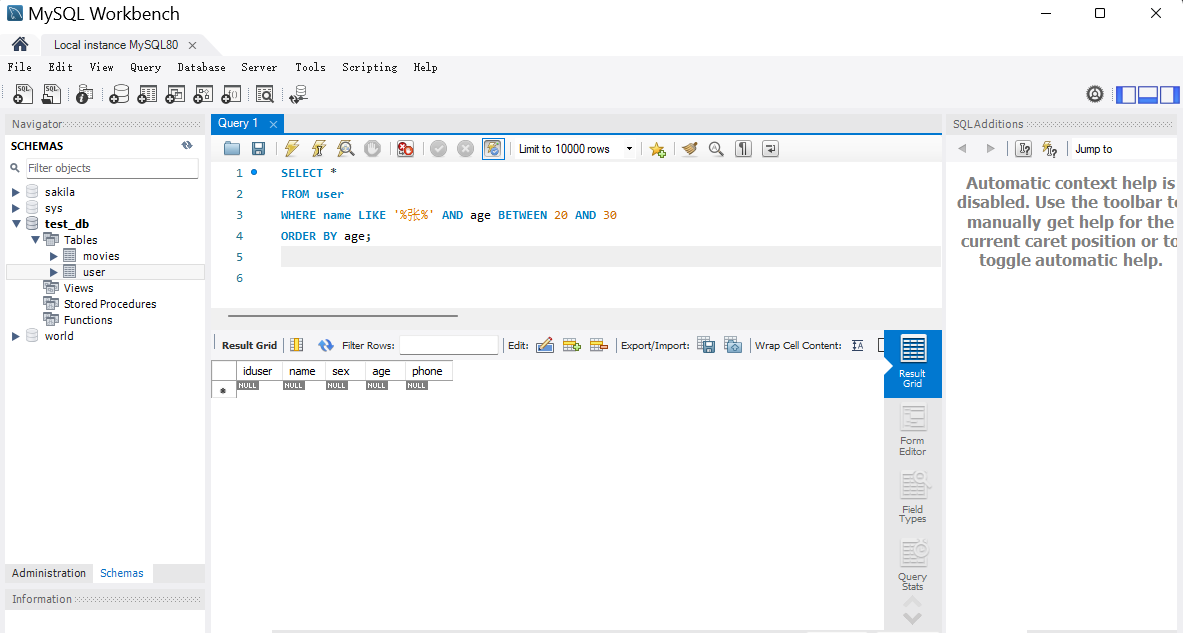 MySQL Workbench
Local instance MySQL80
File Edit View Query Database Server Tools Scripting Help
Navigator
SCHEMAS
Filter objects
sakila
sys
test_db
Tables
movies
user
Views
Stored Procedures
Functions
world
Administration Schemas
Information
Query 1
Limit to 10000 rows
1 SELECT *
2 FROM user
3 WHERE name LIKE '%张%' AND age BETWEEN 20 AND 30
4 ORDER BY age;
5
6
Result Grid Filter Rows: Edit: Export/Import: Wrap Cell Content:
iduser name sex age phone
NULL NULL NULL NULL NULL
Result
Grid
Form
Editor
Field
Types
Query
Stats
SQLAdditions
Jump to
Automatic context help is
disabled. Use the toolbar to
manually get help for the
current caret position or to
toggle automatic help.